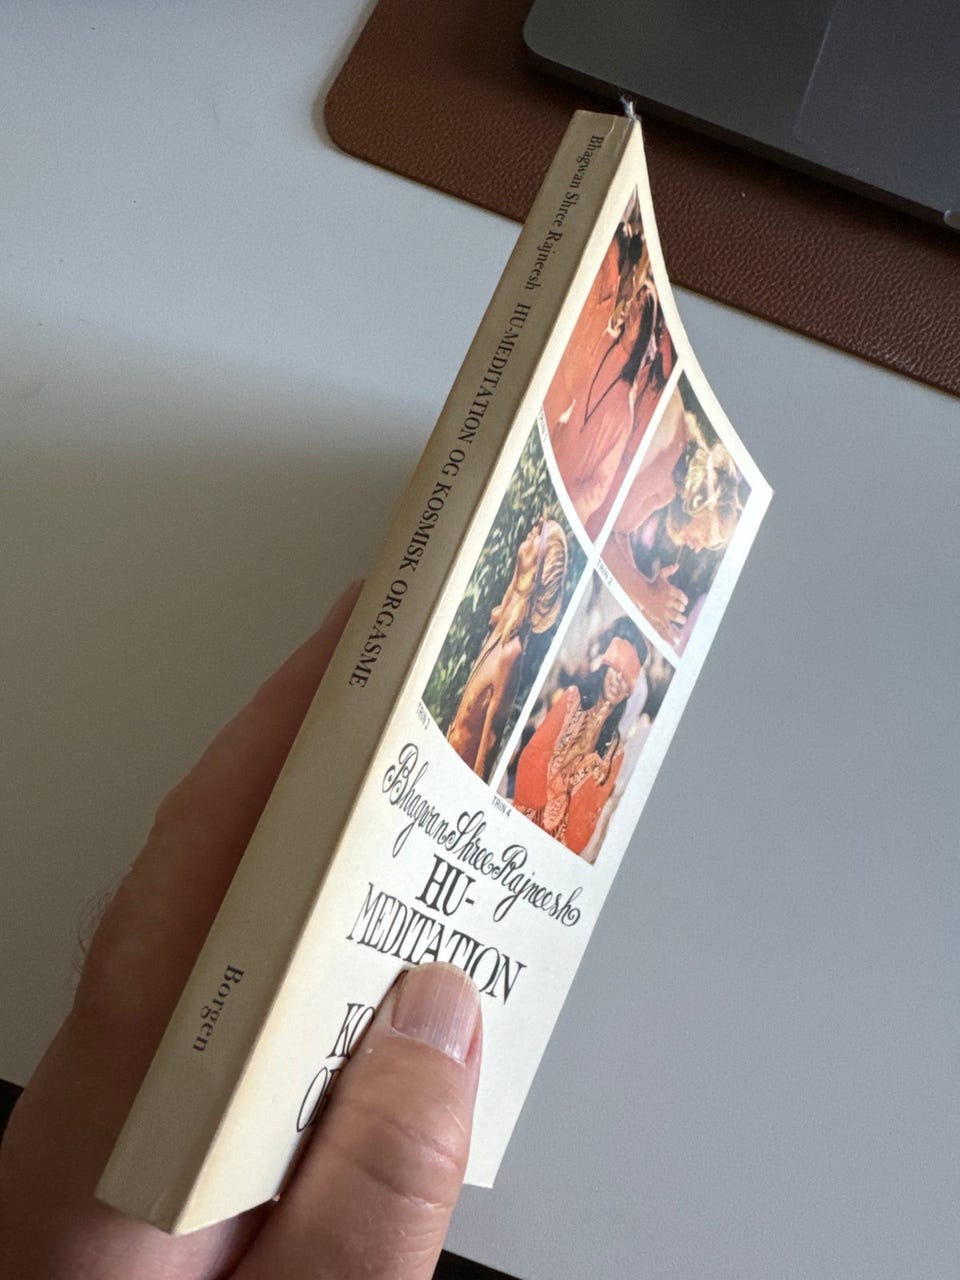 Bhagwan Shree Rajneesh HU-MEDITATION OG KOSMISK ORGASME
Borgen
TRIN 1
TRIN 2
TRIN 3
TRIN 4
Bhagwan Shree Rajneesh
HU-
MEDITATION